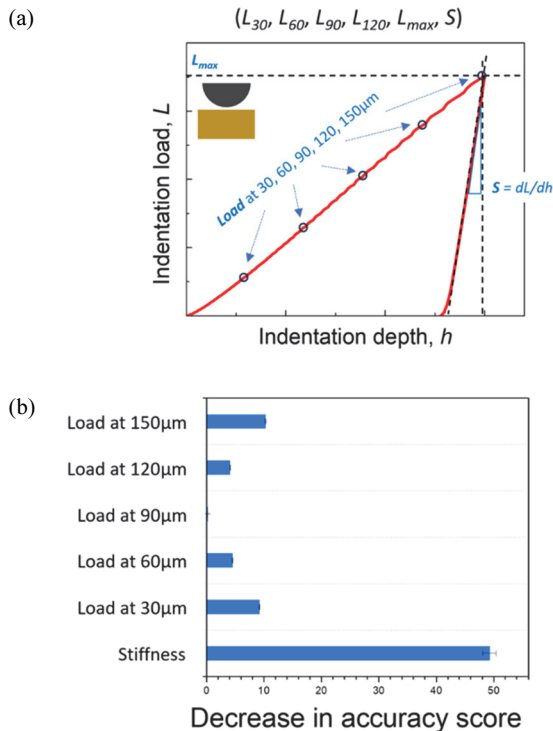 (a)
(L30, L60, L90, L120, Lmax, S)
Lmax
Load at 30, 60, 90, 120, 150μm
S = dL/dh
Indentation load, L
Indentation depth, h
(b)
Load at 150μm
Load at 120μm
Load at 90μm
Load at 60μm
Load at 30μm
Stiffness
0 10 20 30 40 50
Decrease in accuracy score